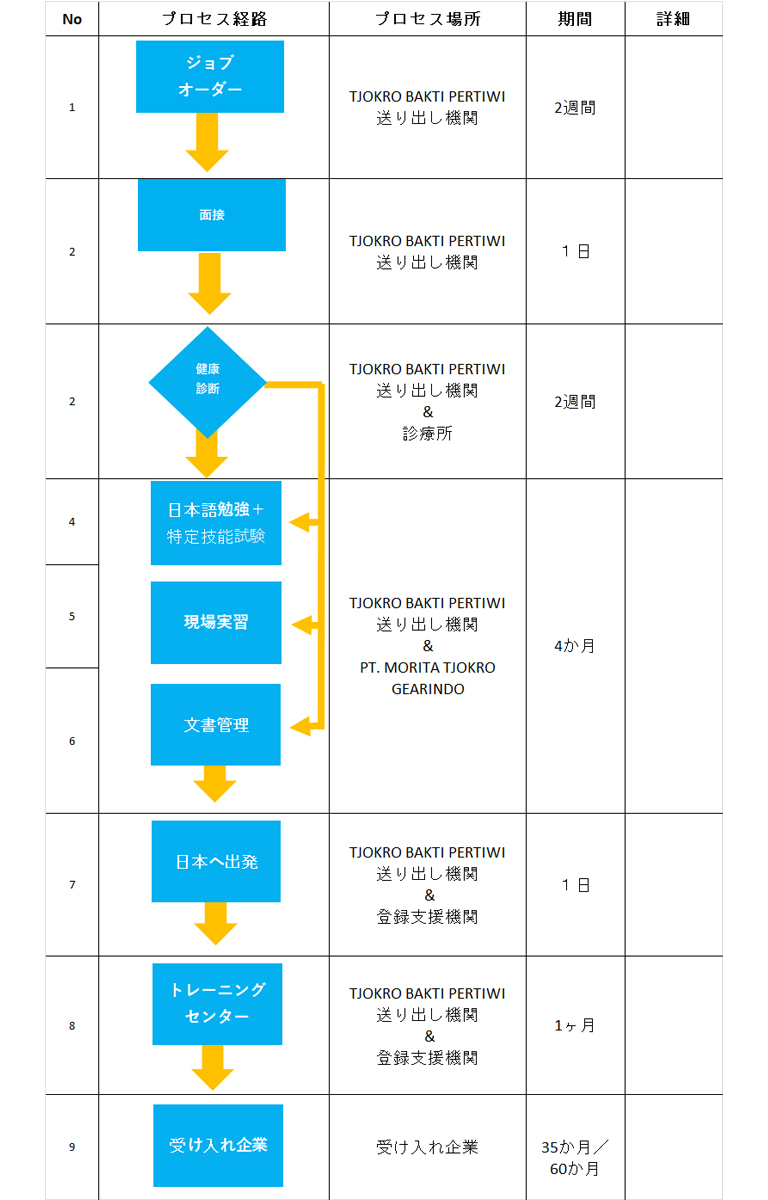 No プロセス経路 プロセス場所 期間 詳細
1
ジョブ
オーダー
TJOKRO BAKTI PERTIWI
送り出し機関
2週間
2
面接
TJOKRO BAKTI PERTIWI
送り出し機関
１日
2
健康
診断
TJOKRO BAKTI PERTIWI
送り出し機関
&
診療所
2週間
4
日本語勉強＋
特定技能試験
5
現場実習
6
文書管理
TJOKRO BAKTI PERTIWI
送り出し機関
&
PT. MORITA TJOKRO
GEARINDO
4か月
7
日本へ出発
TJOKRO BAKTI PERTIWI
送り出し機関
&
登録支援機関
１日
8
トレーニング
センター
TJOKRO BAKTI PERTIWI
送り出し機関
&
登録支援機関
1ヶ月
9
受け入れ企業
受け入れ企業
35か月／
60か月